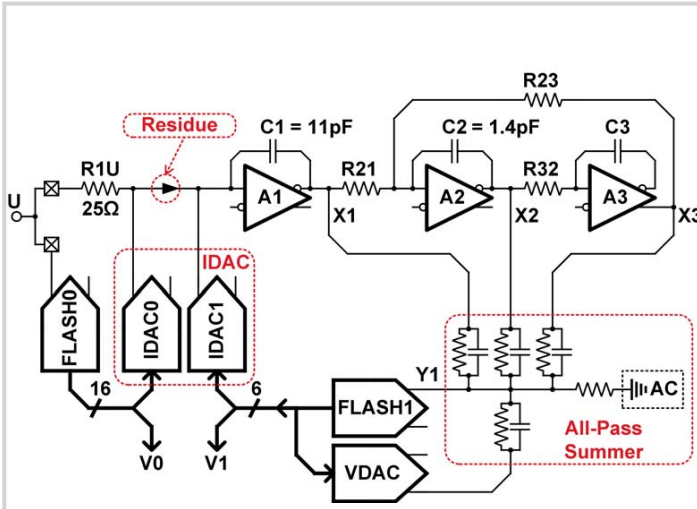 R23
Residue
C1 = 11pF
C2 = 1.4pF
C3
R1U
R21
R32
U
25Ω
A1
A2
A3
X1
X2
X3
IDAC
FLASH0
IDAC0
IDAC1
16
6
Y1
FLASH1
AC
V0
V1
VDAC
All-Pass
Summer